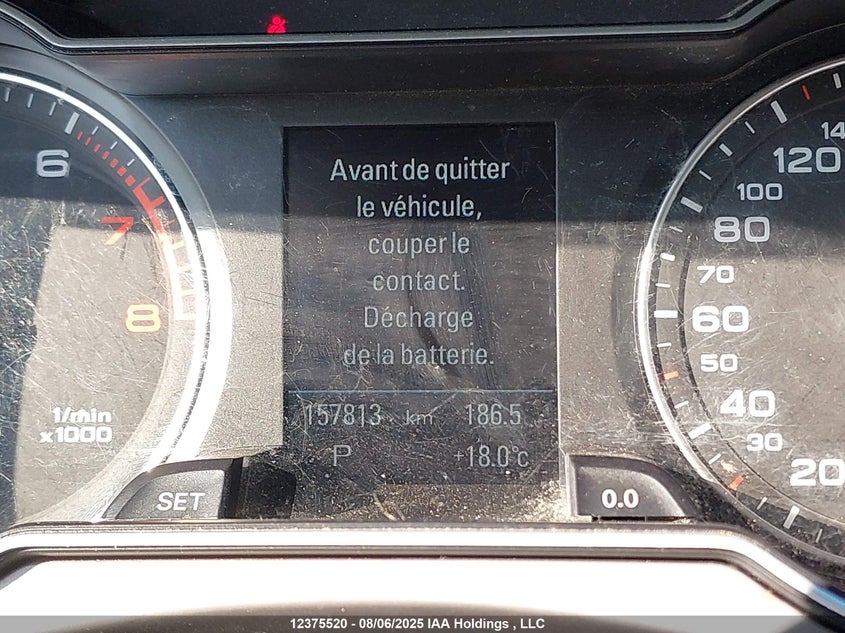 Avant de quitter
le véhicule,
couper le
contact.
Décharge
de la batterie.
157813 km 186.5
P +18.0°c
6
7
8
1/min
x1000
SET
0.0
14
120
100
80
70
60
50
40
30
20
12375520 - 08/06/2025 IAA Holdings , LLC